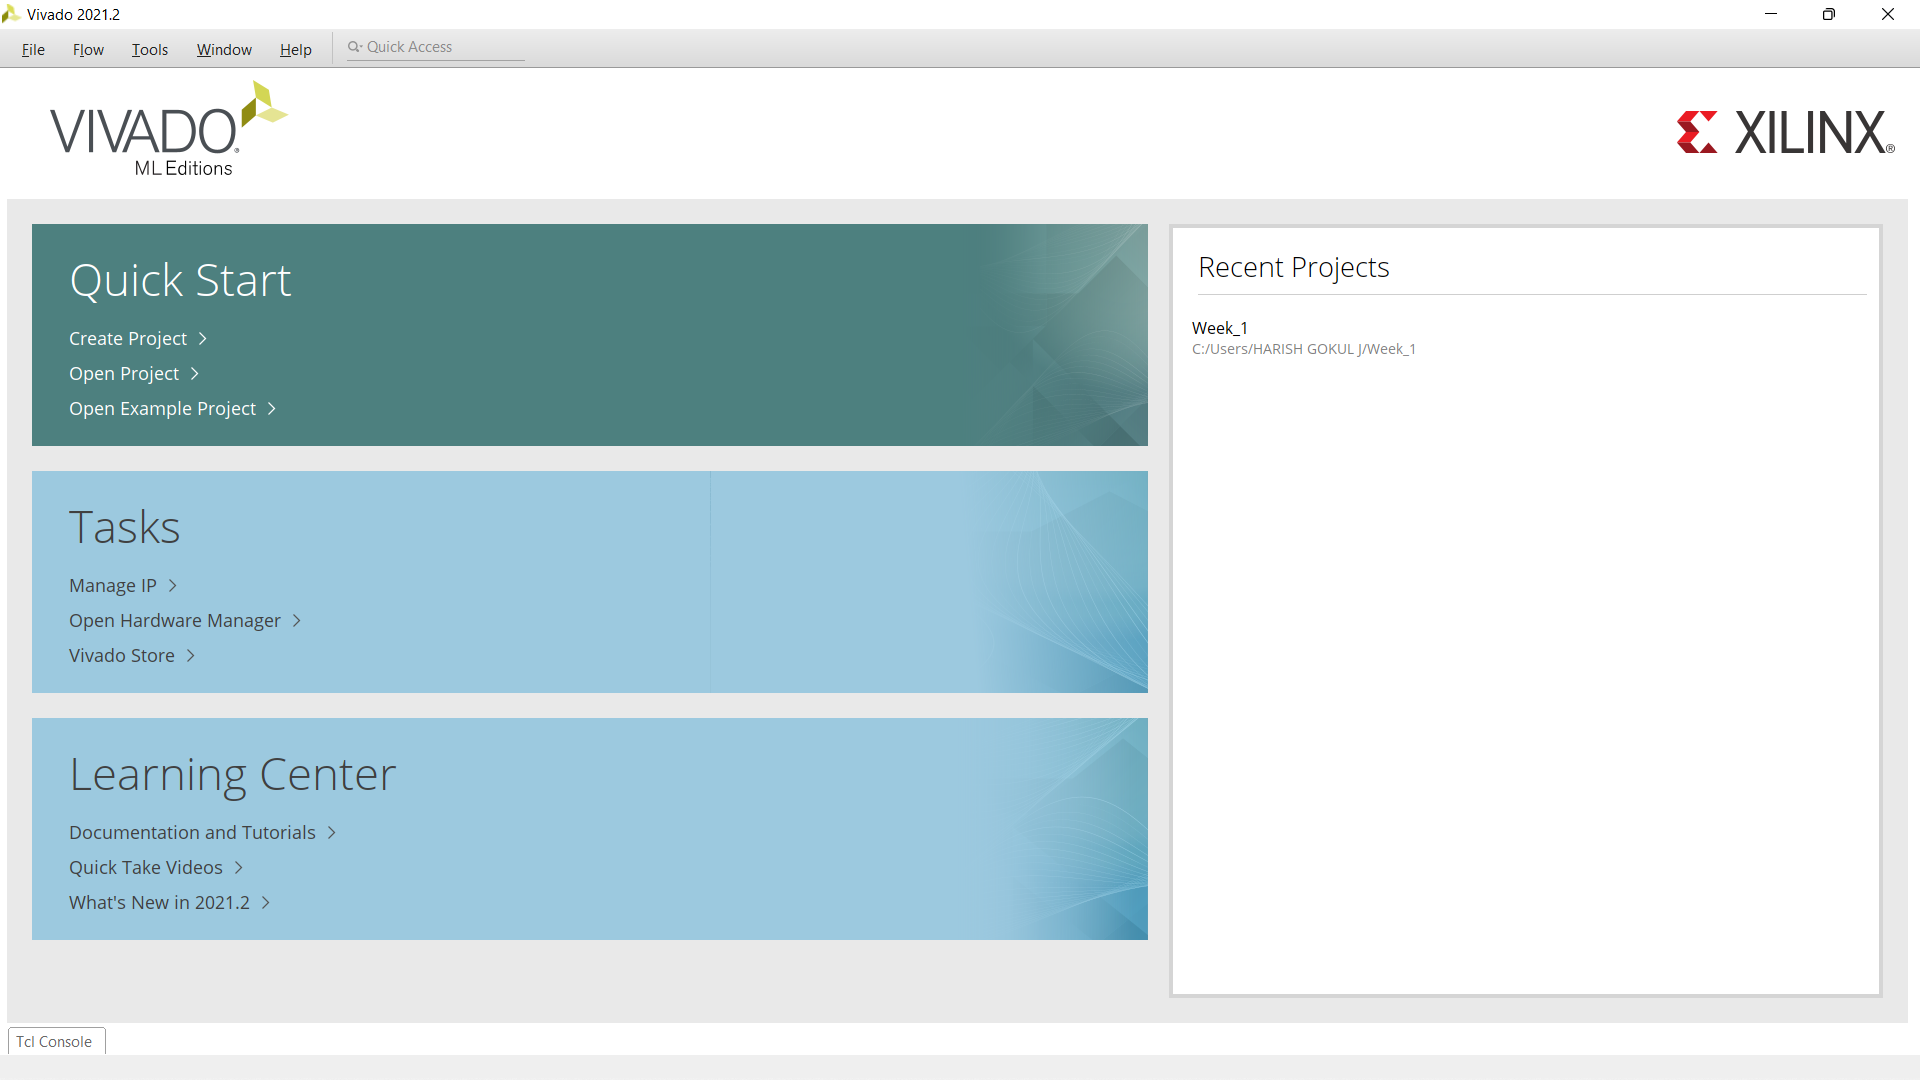 Vivado 2021.2
File Flow Tools Window Help Quick Access
VIVADO®
ML Editions
XILINX®
Quick Start
Create Project
Open Project
Open Example Project
Tasks
Manage IP
Open Hardware Manager
Vivado Store
Learning Center
Documentation and Tutorials
Quick Take Videos
What's New in 2021.2
Recent Projects
Week_1
C:/Users/HARISH GOKUL J/Week_1
Tcl Console